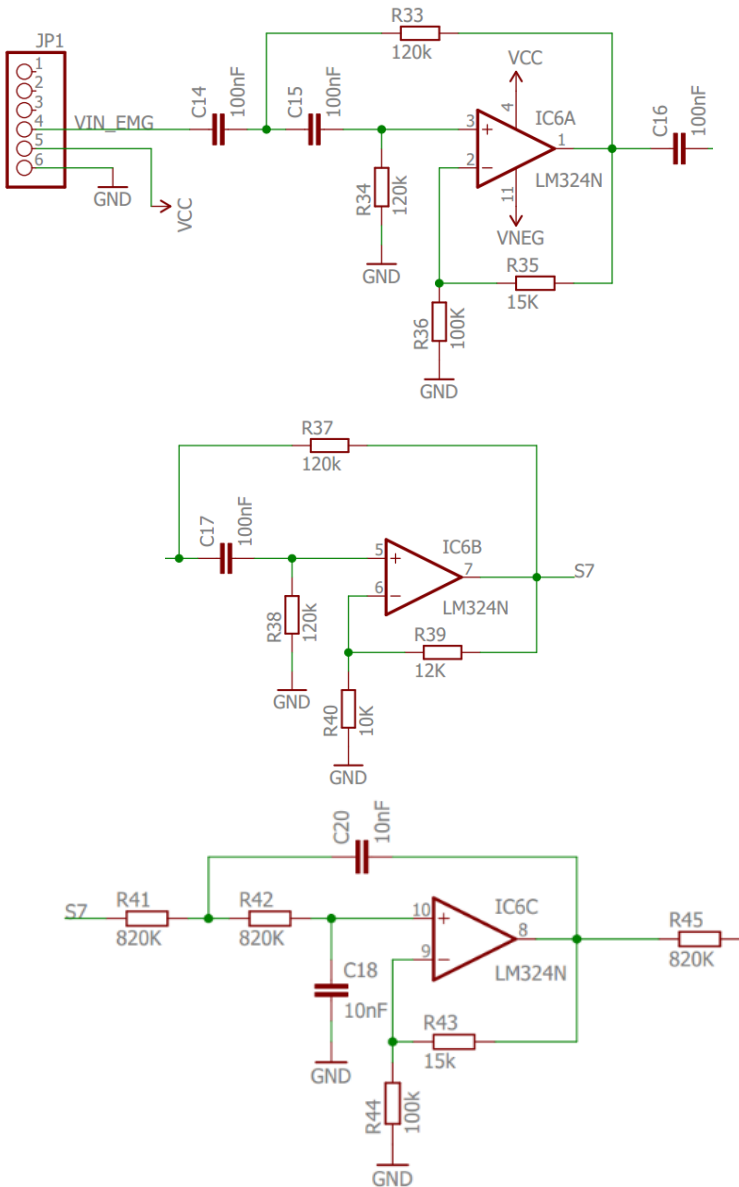 R33
120k
JP1
1
2
3
4
5
6
VIN_EMG
GND
VCC
C14
100nF
C15
100nF
R34
120k
GND
VCC
3
+
2
−
4
11
1
IC6A
LM324N
VNEG
C16
100nF
R35
15K
R36
100K
GND
R37
120k
C17
100nF
R38
120k
GND
5
+
6
−
7
IC6B
LM324N
S7
R39
12K
R40
10K
GND
C20
10nF
S7
R41
820K
R42
820K
C18
10nF
GND
10
+
9
−
8
IC6C
LM324N
R45
820K
R43
15k
R44
100k
GND